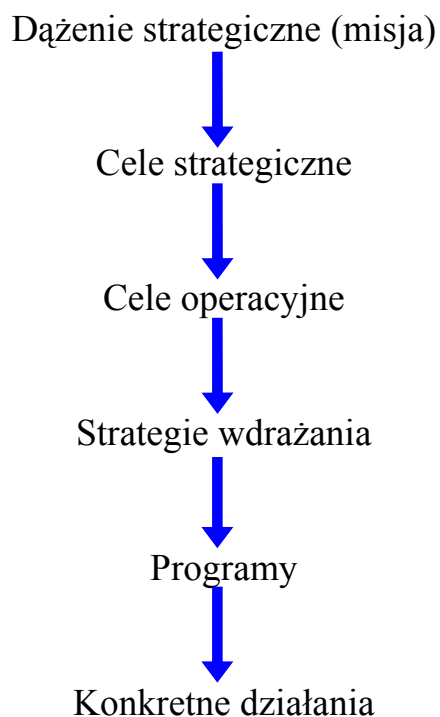 Dążenie strategiczne (misja)
Cele strategiczne
Cele operacyjne
Strategie wdrażania
Programy
Konkretne działania